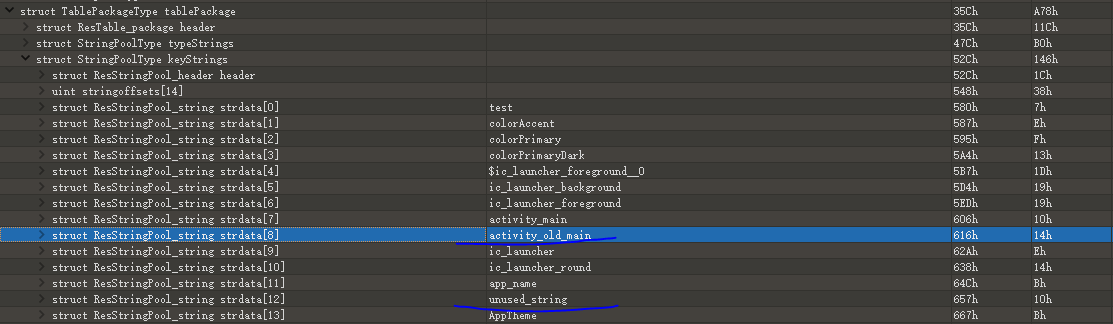 struct TablePackageType tablePackage 35Ch A78h
struct ResTable_package header 35Ch 11Ch
struct StringPoolType typeStrings 47Ch B0h
struct StringPoolType keyStrings 52Ch 146h
struct ResStringPool_header header 52Ch 1Ch
uint stringoffsets[14] 548h 38h
struct ResStringPool_string strdata[0] test 580h 7h
struct ResStringPool_string strdata[1] colorAccent 587h Eh
struct ResStringPool_string strdata[2] colorPrimary 595h Fh
struct ResStringPool_string strdata[3] colorPrimaryDark 5A4h 13h
struct ResStringPool_string strdata[4] $ic_launcher_foreground__0 5B7h 1Dh
struct ResStringPool_string strdata[5] ic_launcher_background 5D4h 19h
struct ResStringPool_string strdata[6] ic_launcher_foreground 5EDh 19h
struct ResStringPool_string strdata[7] activity_main 606h 10h
struct ResStringPool_string strdata[8] activity_old_main 616h 14h
struct ResStringPool_string strdata[9] ic_launcher 62Ah Eh
struct ResStringPool_string strdata[10] ic_launcher_round 638h 14h
struct ResStringPool_string strdata[11] app_name 64Ch Bh
struct ResStringPool_string strdata[12] unused_string 657h 10h
struct ResStringPool_string strdata[13] AppTheme 667h Bh